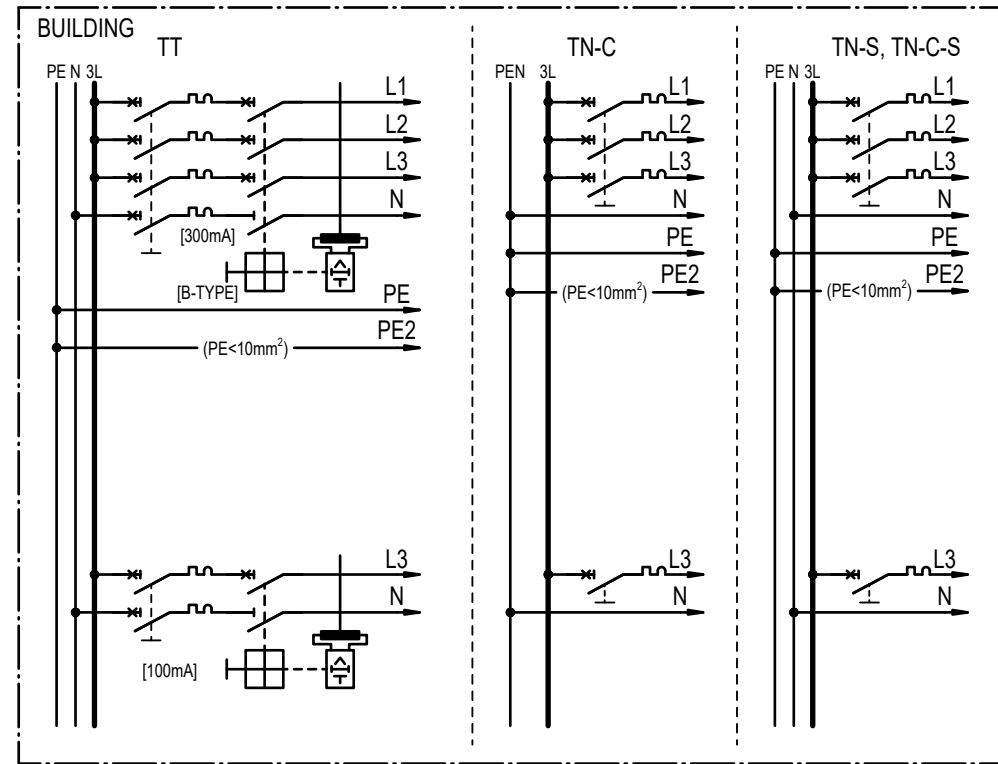 BUILDING
TT
PE N 3L
L1
L2
L3
N
[300mA]
[B-TYPE]
PE
PE2
(PE<10mm²)
L3
N
[100mA]
TN-C
PEN 3L
L1
L2
L3
N
PE
PE2
(PE<10mm²)
L3
N
TN-S, TN-C-S
PE N 3L
L1
L2
L3
N
PE
PE2
(PE<10mm²)
L3
N